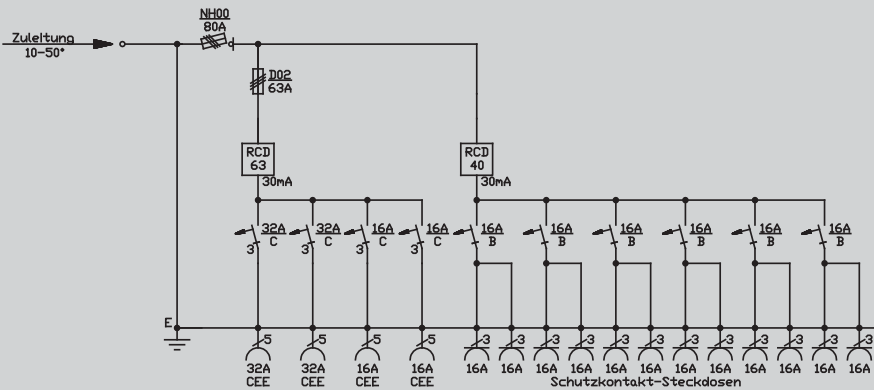 NH00
80A
Zuleitung
10-50°
D02
63A
RCD
63
30mA
RCD
40
30mA
32A
C
3
32A
C
3
16A
C
3
16A
C
3
16A
B
16A
B
16A
B
16A
B
16A
B
16A
B
E
5 5 5 5 3 3 3 3 3 3 3 3 3 3 3 3
32A 32A 16A 16A 16A 16A 16A 16A 16A 16A 16A 16A 16A 16A 16A 16A
CEE CEE CEE CEE
Schutzkontakt-Steckdosen